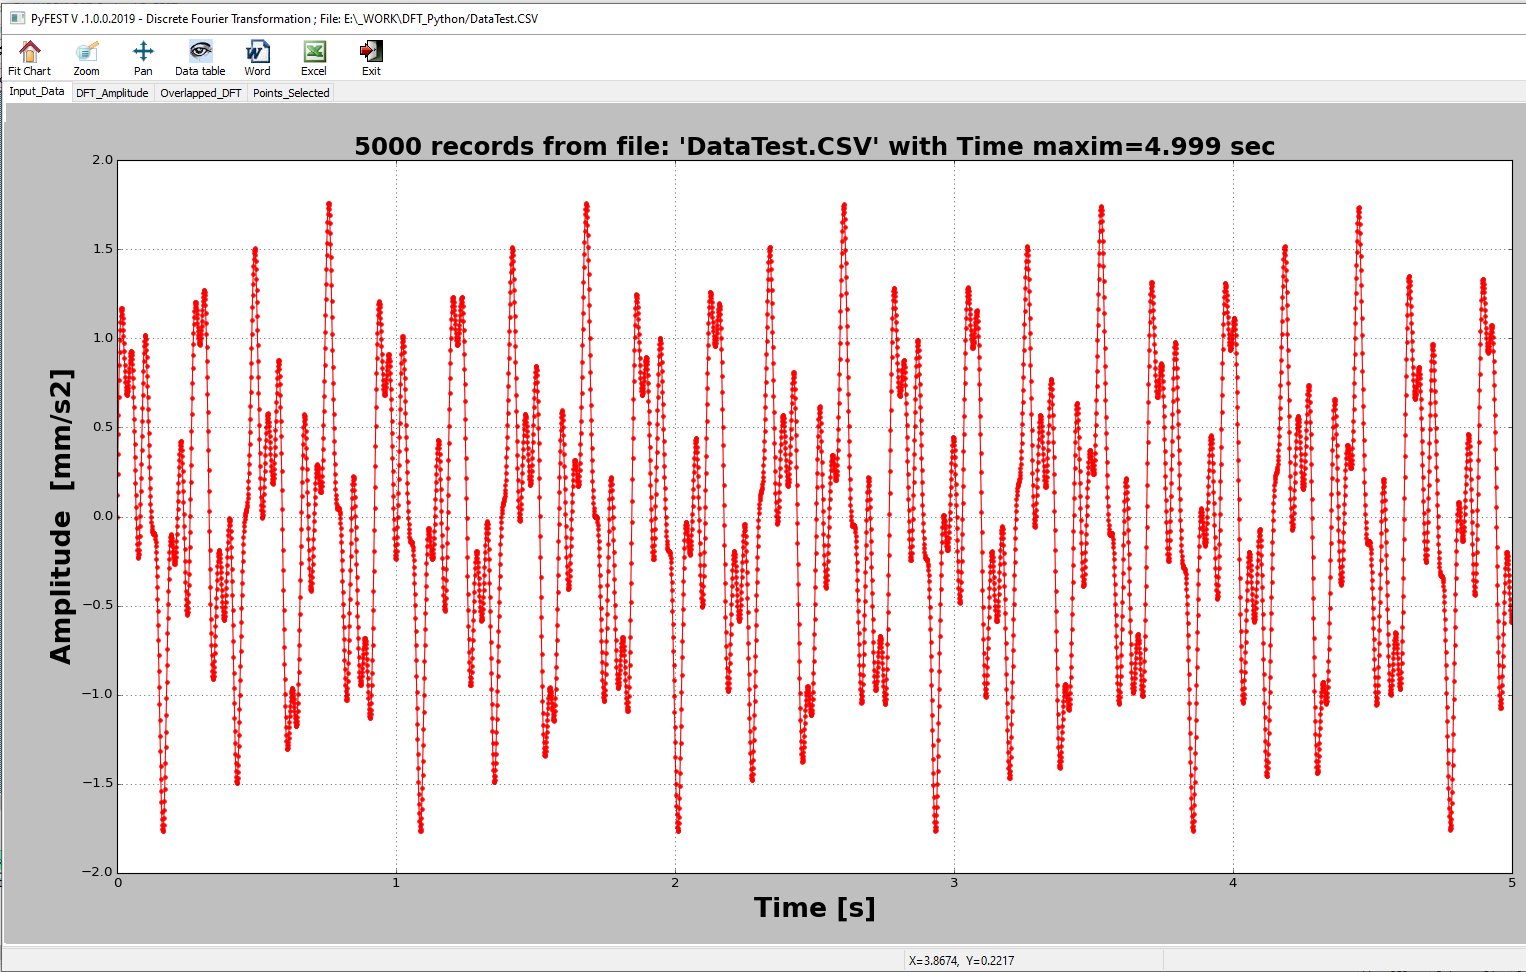 PyFEST V .1.0.0.2019 - Discrete Fourier Transformation ; File: E:\_WORK\DFT_Python/DataTest.CSV
Fit Chart Zoom Pan Data table Word Excel Exit
Input_Data DFT_Amplitude Overlapped_DFT Points_Selected
5000 records from file: 'DataTest.CSV' with Time maxim=4.999 sec
2.0
1.5
1.0
0.5
0.0
−0.5
−1.0
−1.5
−2.0
Amplitude [mm/s2]
0 1 2 3 4 5
Time [s]
X=3.8674, Y=0.2217